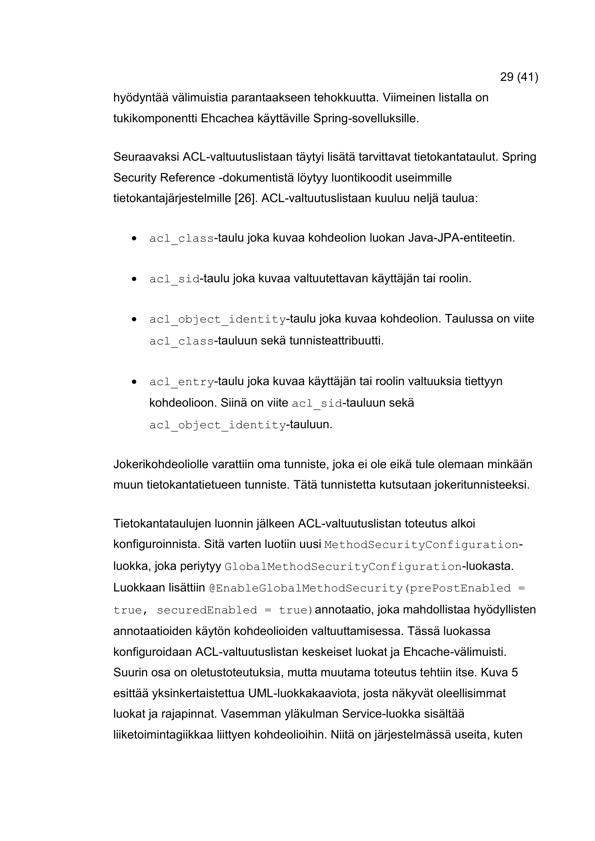 29 (41)
hyödyntää välimuistia parantaakseen tehokkuutta. Viimeinen listalla on
tukikomponentti Ehcachea käyttäville Spring-sovelluksille.
Seuraavaksi ACL-valtuutuslistaan täytyi lisätä tarvittavat tietokantataulut. Spring
Security Reference -dokumentistä löytyy luontikoodit useimmille
tietokantajärjestelmille [26]. ACL-valtuutuslistaan kuuluu neljä taulua:
• acl_class-taulu joka kuvaa kohdeolion luokan Java-JPA-entiteetin.
• acl_sid-taulu joka kuvaa valtuutettavan käyttäjän tai roolin.
• acl_object_identity-taulu joka kuvaa kohdeolion. Taulussa on viite
acl_class-tauluun sekä tunnisteattribuutti.
• acl_entry-taulu joka kuvaa käyttäjän tai roolin valtuuksia tiettyyn
kohdeolioon. Siinä on viite acl_sid-tauluun sekä
acl_object_identity-tauluun.
Jokerikohdeoliolle varattiin oma tunniste, joka ei ole eikä tule olemaan minkään
muun tietokantatietueen tunniste. Tätä tunnistetta kutsutaan jokeritunnisteeksi.
Tietokantataulujen luonnin jälkeen ACL-valtuutuslistan toteutus alkoi
konfiguroinnista. Sitä varten luotiin uusi MethodSecurityConfiguration-
luokka, joka periytyy GlobalMethodSecurityConfiguration-luokasta.
Luokkaan lisättiin @EnableGlobalMethodSecurity(prePostEnabled =
true, securedEnabled = true)annotaatio, joka mahdollistaa hyödyllisten
annotaatioiden käytön kohdeolioiden valtuuttamisessa. Tässä luokassa
konfiguroidaan ACL-valtuutuslistan keskeiset luokat ja Ehcache-välimuisti.
Suurin osa on oletustoteutuksia, mutta muutama toteutus tehtiin itse. Kuva 5
esittää yksinkertaistettua UML-luokkakaaviota, josta näkyvät oleellisimmat
luokat ja rajapinnat. Vasemman yläkulman Service-luokka sisältää
liiketoimintagiikkaa liittyen kohdeolioihin. Niitä on järjestelmässä useita, kuten